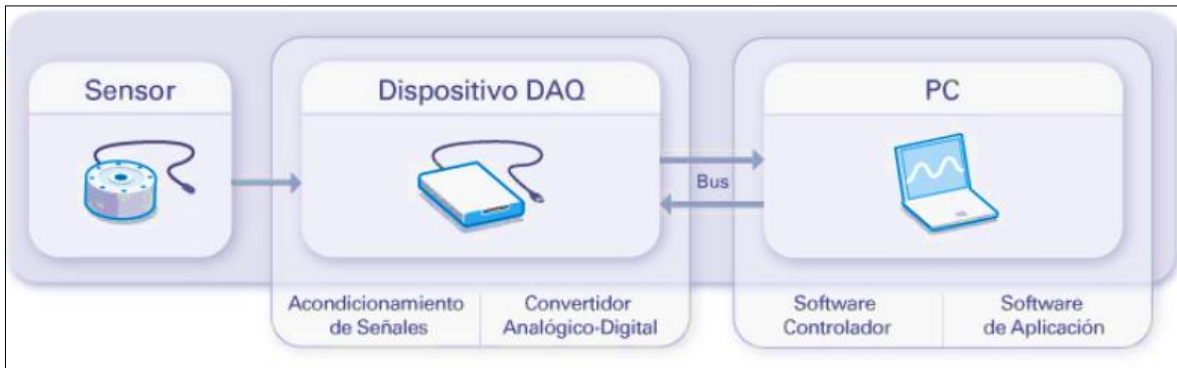 Sensor
Dispositivo DAQ
PC
Bus
Acondicionamiento
de Señales
Convertidor
Analógico-Digital
Software
Controlador
Software
de Aplicación